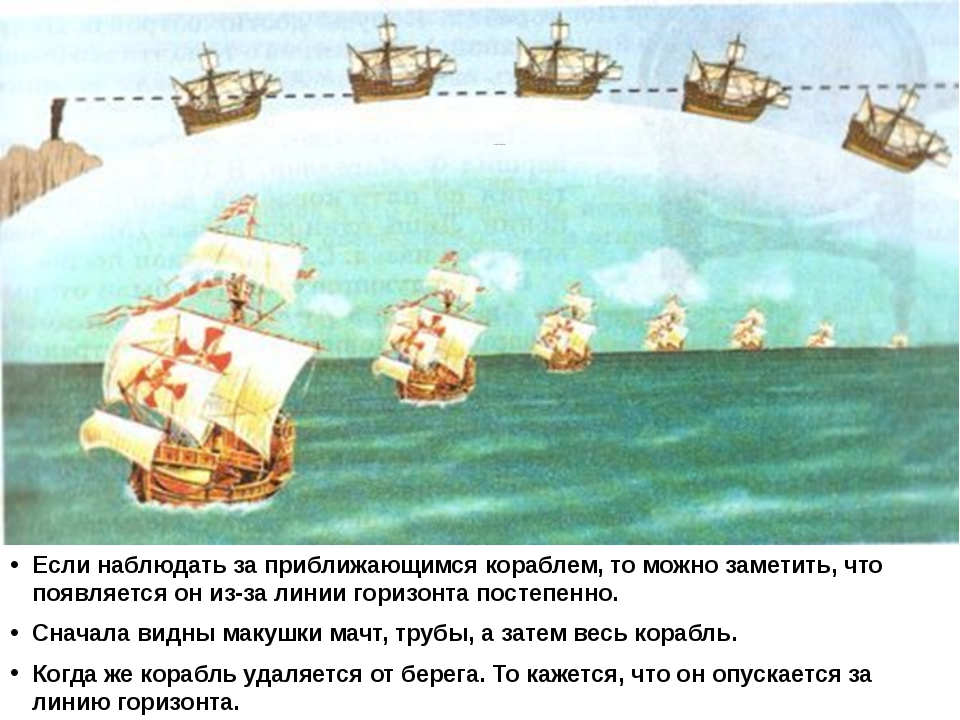 • Если наблюдать за приближающимся кораблем, то можно заметить, что
появляется он из-за линии горизонта постепенно.
• Сначала видны макушки мачт, трубы, а затем весь корабль.
• Когда же корабль удаляется от берега. То кажется, что он опускается за
линию горизонта.